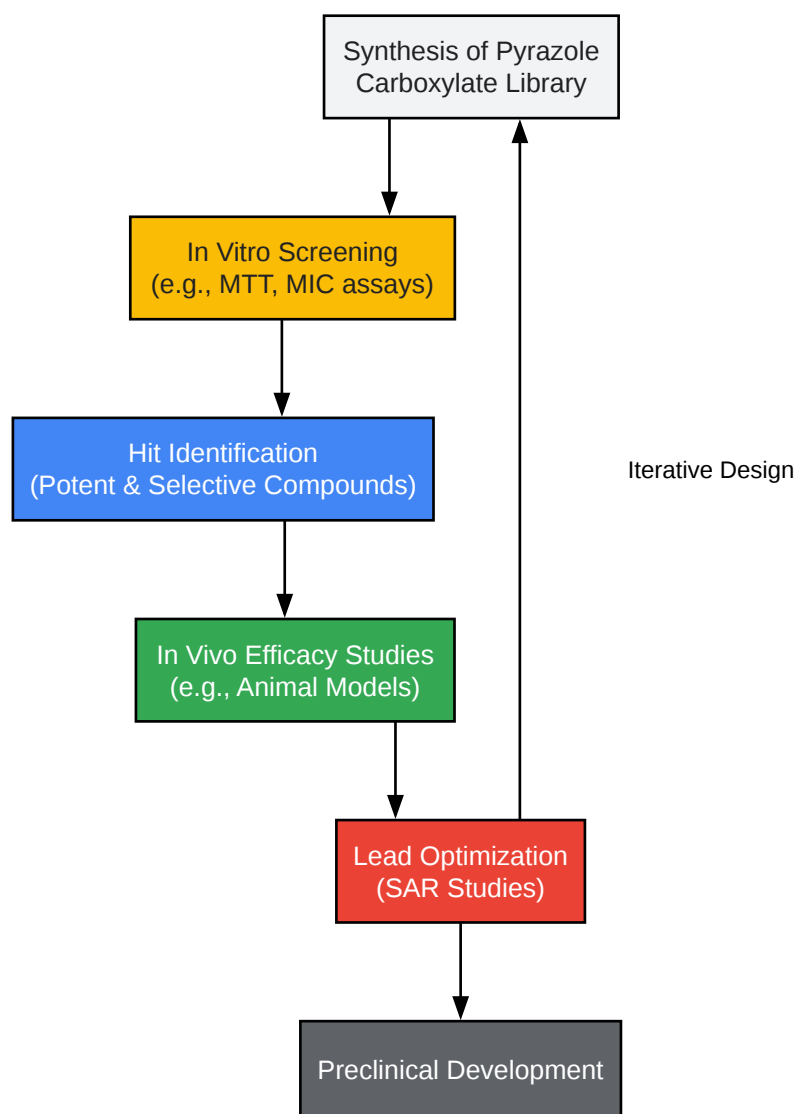 Synthesis of Pyrazole
Carboxylate Library
In Vitro Screening
(e.g., MTT, MIC assays)
Hit Identification
(Potent & Selective Compounds)
Iterative Design
In Vivo Efficacy Studies
(e.g., Animal Models)
Lead Optimization
(SAR Studies)
Preclinical Development